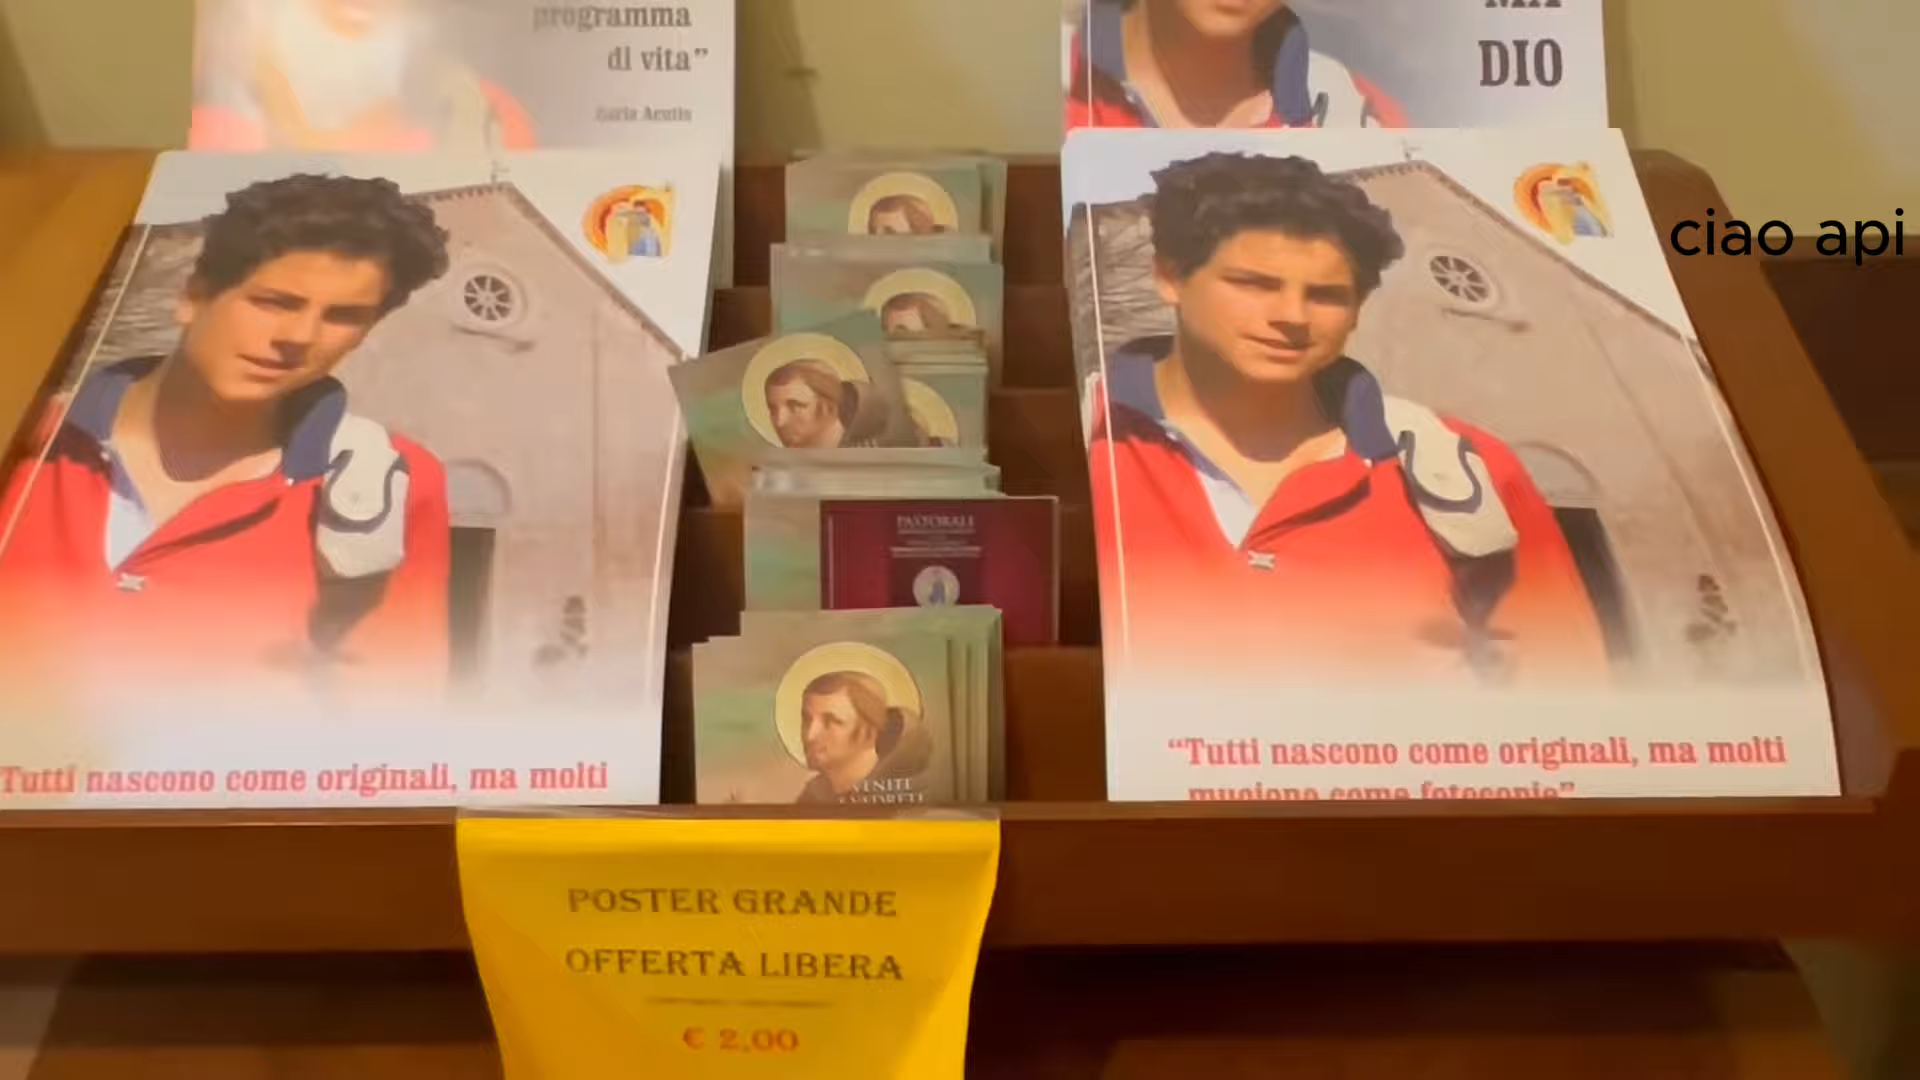 programma
di vita”
Carlo Acutis
DIO
ciao api
PASTORALI
“Tutti nascono come originali, ma molti
muoiono come fotocopie”
Tutti nascono come originali, ma molti
VENITE
POSTER GRANDE
OFFERTA LIBERA
€ 2,00